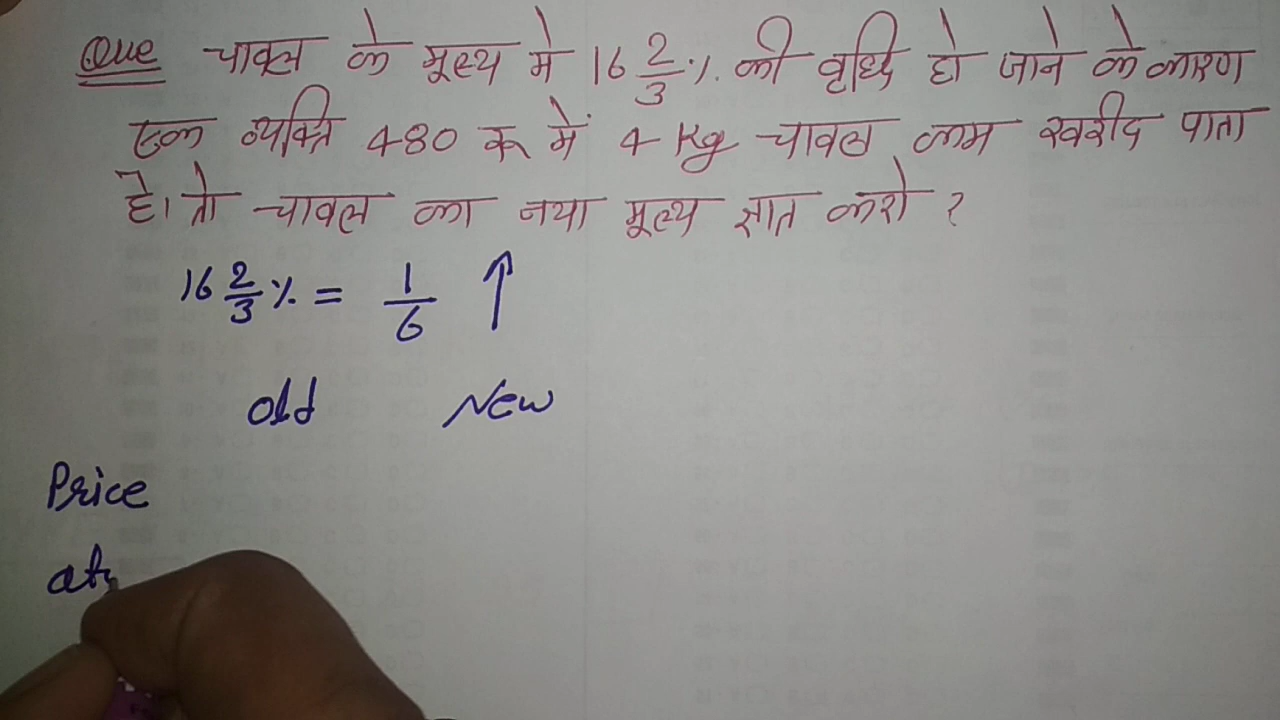 Que चावल के मूल्य मे 16 2/3 %. की वृध्दि हो जाने के कारण
एक व्यक्ति 480 रू में 4 Kg चावल कम खरीद पाता
है। तो चावल का नया मूल्य ज्ञात करो ?
16 2/3 % = 1/6 ↑
old New
Price